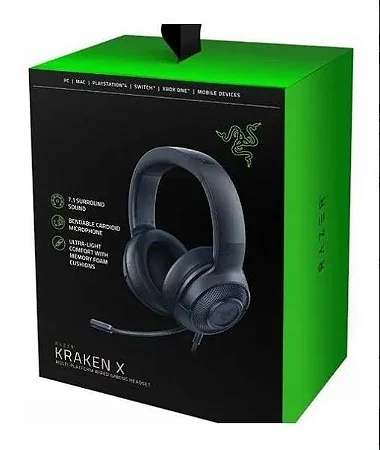 PC | MAC | PLAYSTATION®4 | SWITCH™ | XBOX ONE™ | MOBILE DEVICES
7.1 SURROUND
SOUND
BENDABLE CARDIOID
MICROPHONE
ULTRA-LIGHT
COMFORT WITH
MEMORY FOAM
CUSHIONS
RAZER
KRAKEN X
MULTI-PLATFORM WIRED GAMING HEADSET
RAZER